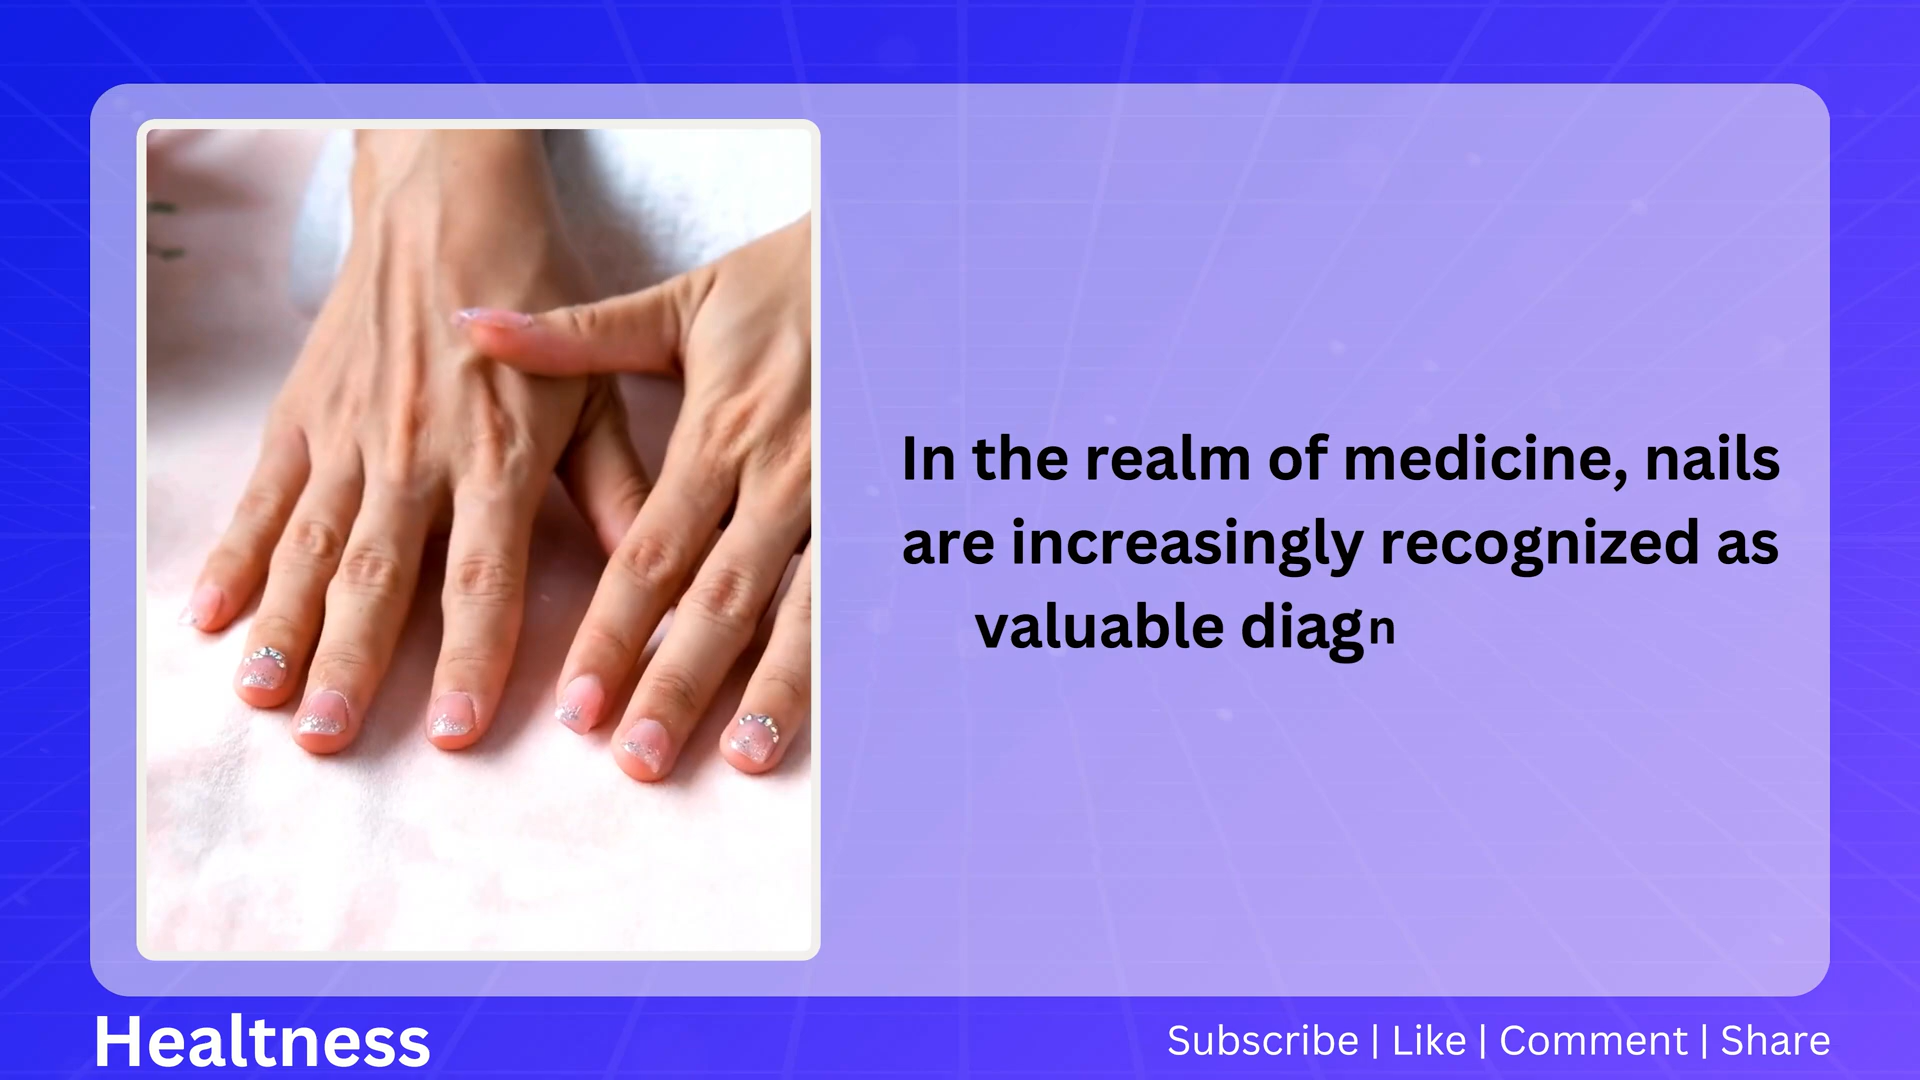 In the realm of medicine, nails
are increasingly recognized as
valuable diagn
Healtness
Subscribe | Like | Comment | Share